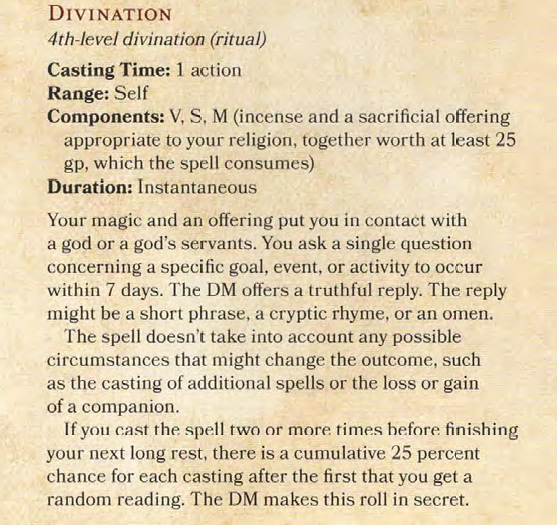 DIVINATION
4th-level divination (ritual)
Casting Time: 1 action
Range: Self
Components: V, S, M (incense and a sacrificial offering
appropriate to your religion, together worth at least 25
gp, which the spell consumes)
Duration: Instantaneous
Your magic and an offering put you in contact with
a god or a god's servants. You ask a single question
concerning a specific goal, event, or activity to occur
within 7 days. The DM offers a truthful reply. The reply
might be a short phrase, a cryptic rhyme, or an omen.
The spell doesn't take into account any possible
circumstances that might change the outcome, such
as the casting of additional spells or the loss or gain
of a companion.
If you cast the spell two or more times before finishing
your next long rest, there is a cumulative 25 percent
chance for each casting after the first that you get a
random reading. The DM makes this roll in secret.